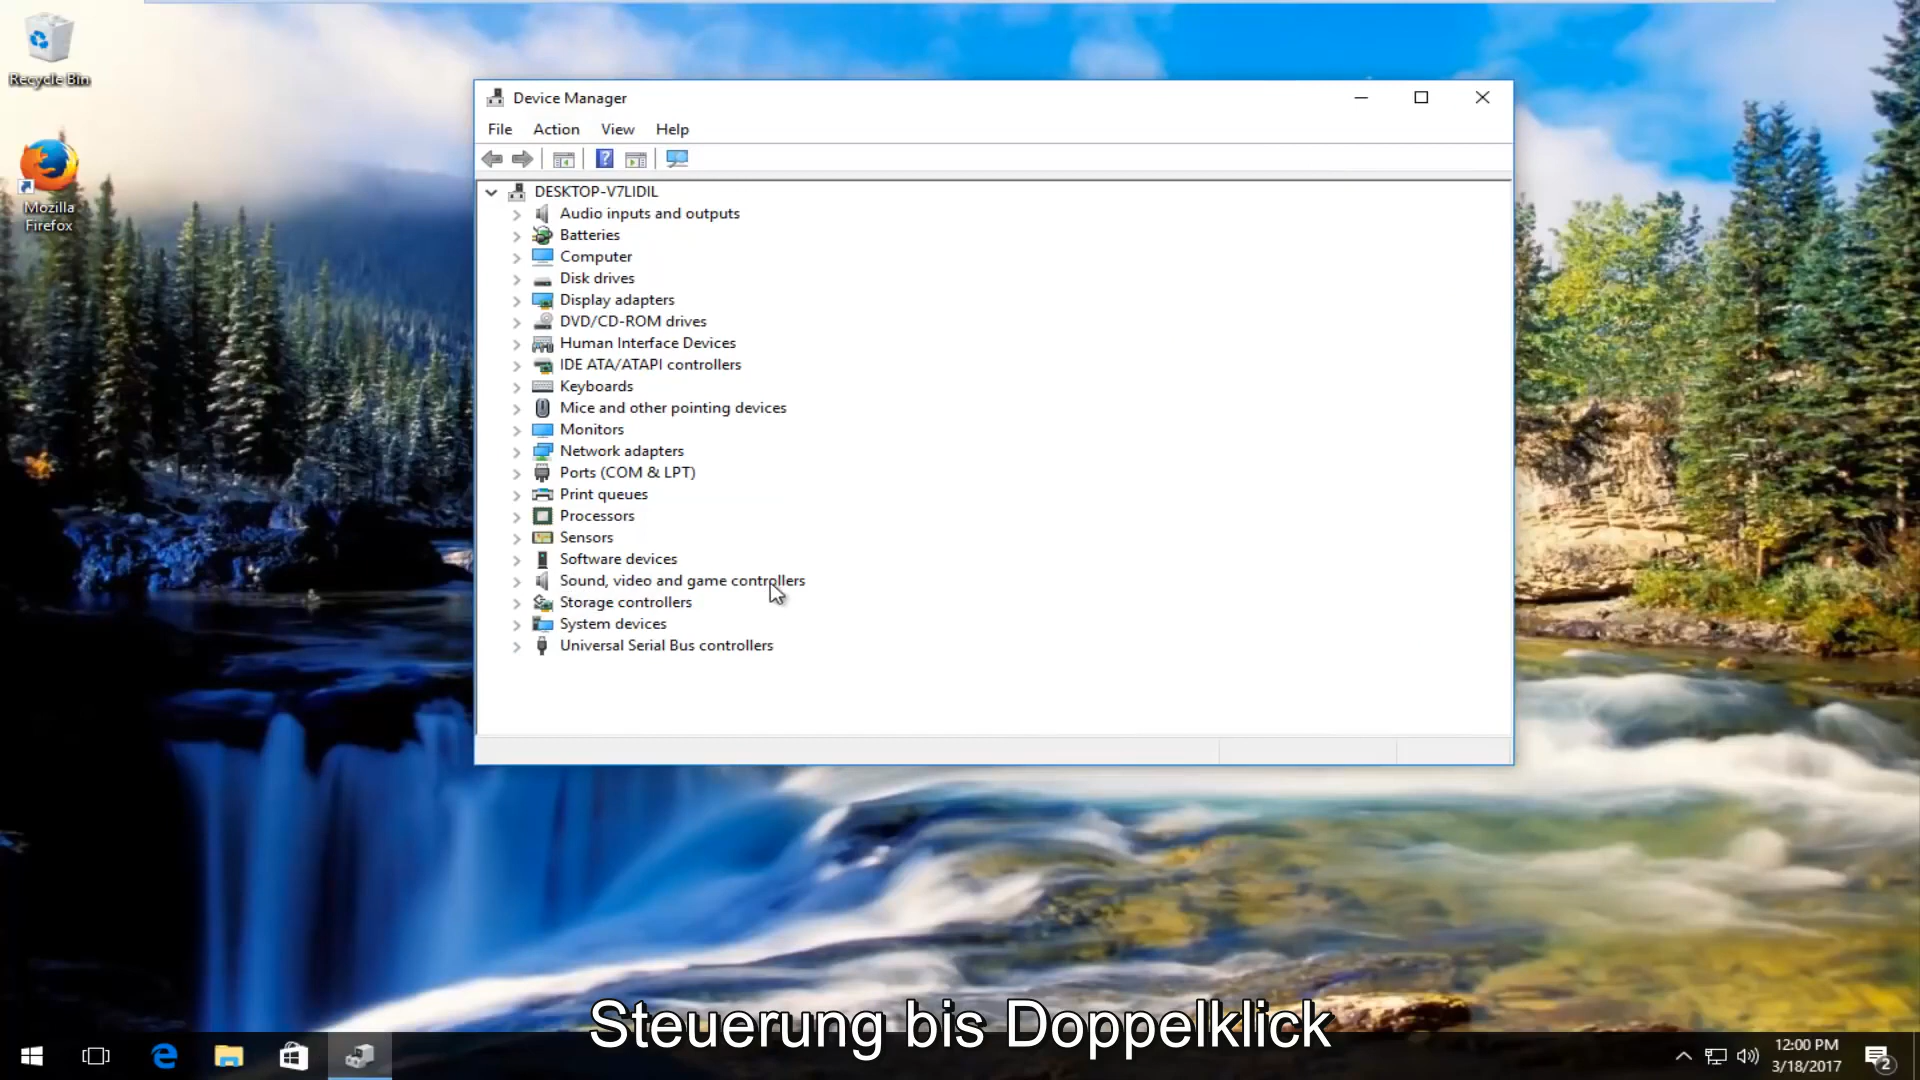 Recycle Bin
Mozilla
Firefox
Device Manager
File Action View Help
DESKTOP-V7LIDIL
Audio inputs and outputs
Batteries
Computer
Disk drives
Display adapters
DVD/CD-ROM drives
Human Interface Devices
IDE ATA/ATAPI controllers
Keyboards
Mice and other pointing devices
Monitors
Network adapters
Ports (COM & LPT)
Print queues
Processors
Sensors
Software devices
Sound, video and game controllers
Storage controllers
System devices
Universal Serial Bus controllers
Steuerung bis Doppelklick
12:00 PM
3/18/2017
2